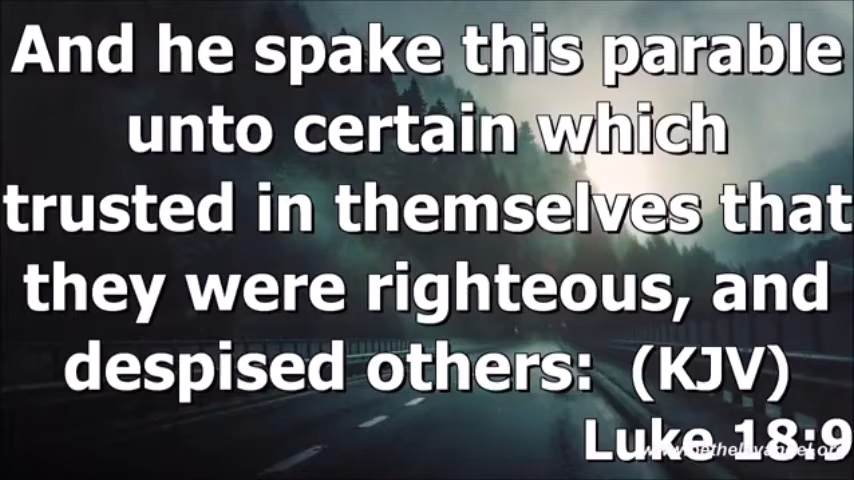 And he spake this parable
unto certain which
trusted in themselves that
they were righteous, and
despised others: (KJV)
Luke 18:9